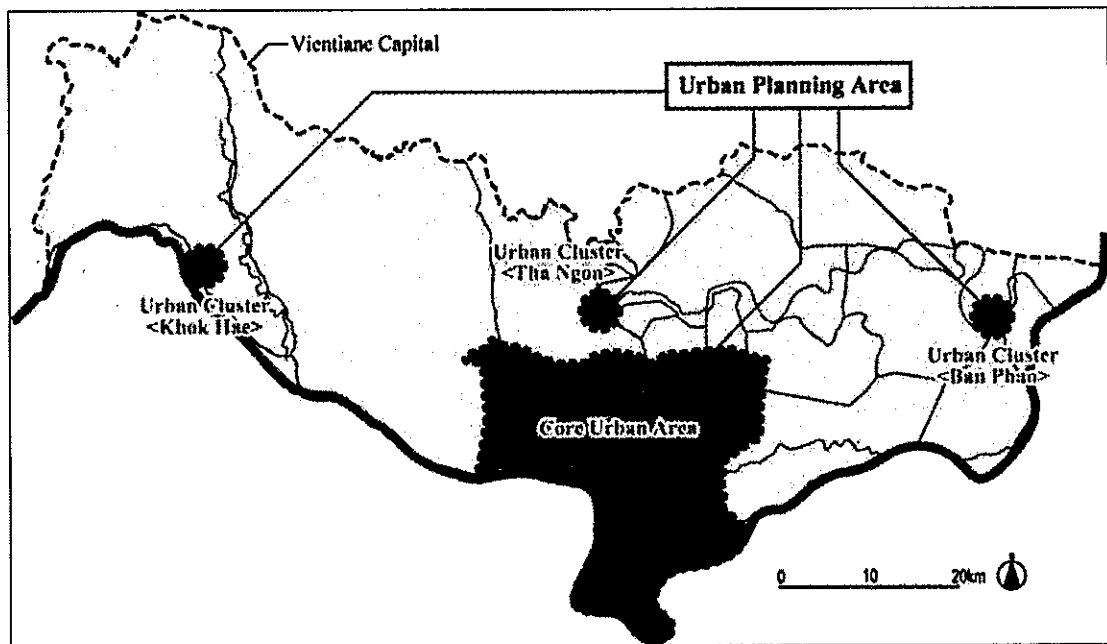 Vientiane Capital
Urban Planning Area
Urban Cluster
<Tha Ngon>
Urban Cluster
<Khok Hae>
Urban Cluster
<Ban Phan>
Core Urban Area
0 10 20km